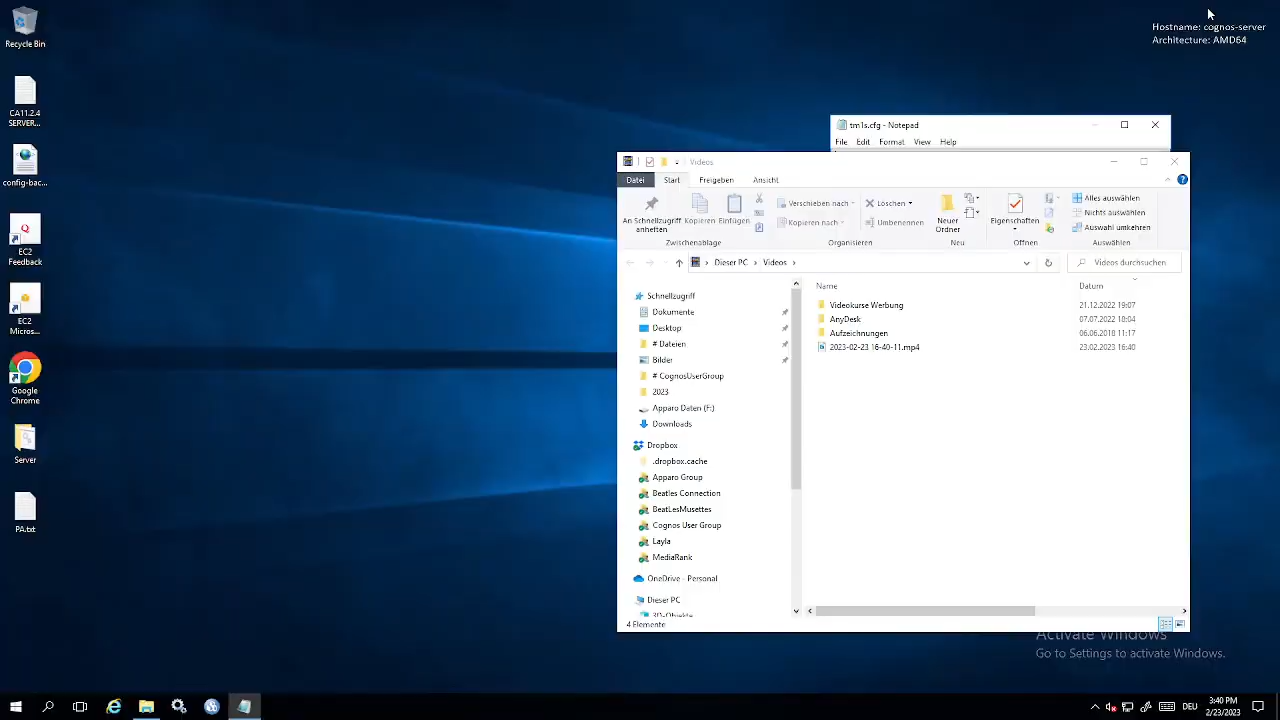 Recycle Bin
CA11.2.4
SERVER...
config-bac...
EC2
Feedback
EC2
Micros...
Google
Chrome
Server
PA.txt
Hostname: cognos-server
Architecture: AMD64
tm1s.cfg - Notepad
File Edit Format View Help
Videos
Datei Start Freigeben Ansicht
An Schnellzugriff
anheften
Kopieren Einfügen
Zwischenablage
Verschieben nach
Kopieren nach
Löschen
Umbenennen
Organisieren
Neuer
Ordner
Neu
Eigenschaften
Öffnen
Alles auswählen
Nichts auswählen
Auswahl umkehren
Auswählen
Dieser PC > Videos >
Videos durchsuchen
Schnellzugriff
Dokumente
Desktop
# Dateien
Bilder
# CognosUserGroup
2023
Apparo Daten (F:)
Downloads
Dropbox
.dropbox.cache
Apparo Group
Beatles Connection
BeatLesMusettes
Cognos User Group
Layla
MediaRank
OneDrive - Personal
Dieser PC
3D-Objekte
Name Datum
Videokurse Werbung 21.12.2022 19:07
AnyDesk 07.07.2022 18:04
Aufzeichnungen 06.06.2018 11:17
2023-02-23 16-40-11.mp4 23.02.2023 16:40
4 Elemente
Activate Windows
Go to Settings to activate Windows.
DEU
3:40 PM
2/23/2023